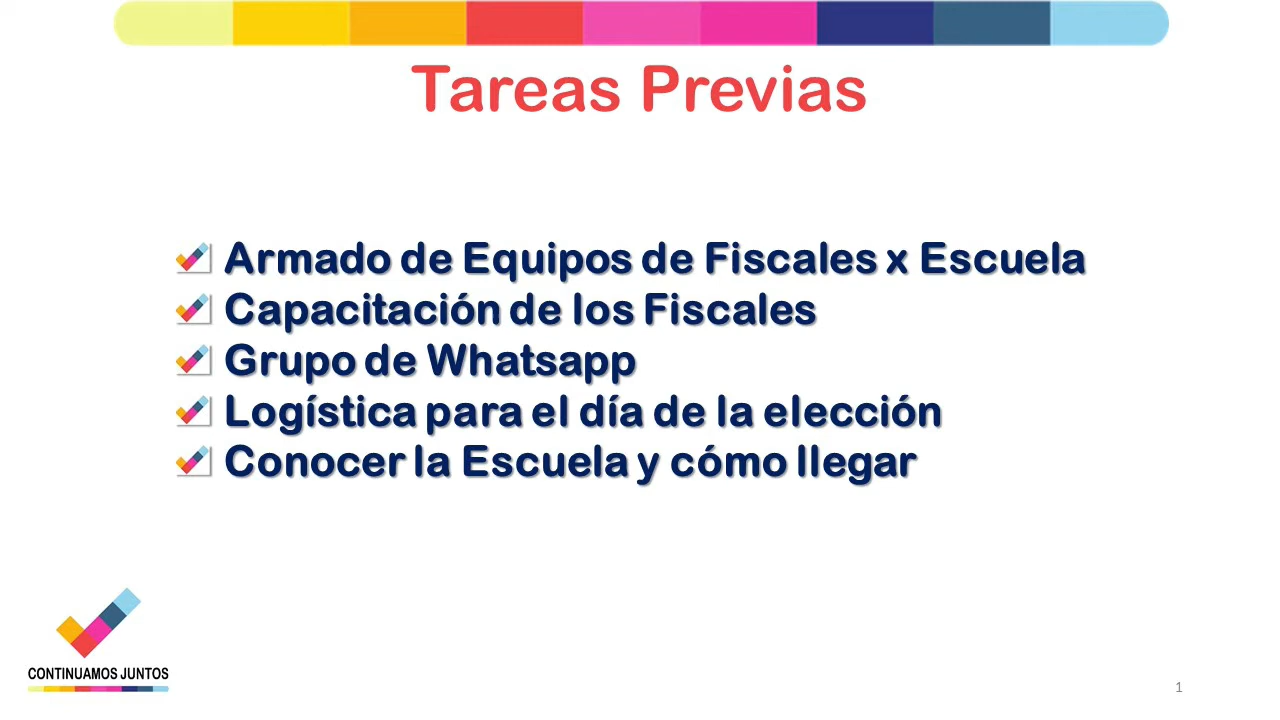 Tareas Previas
Armado de Equipos de Fiscales x Escuela
Capacitación de los Fiscales
Grupo de Whatsapp
Logística para el día de la elección
Conocer la Escuela y cómo llegar
CONTINUAMOS JUNTOS
1